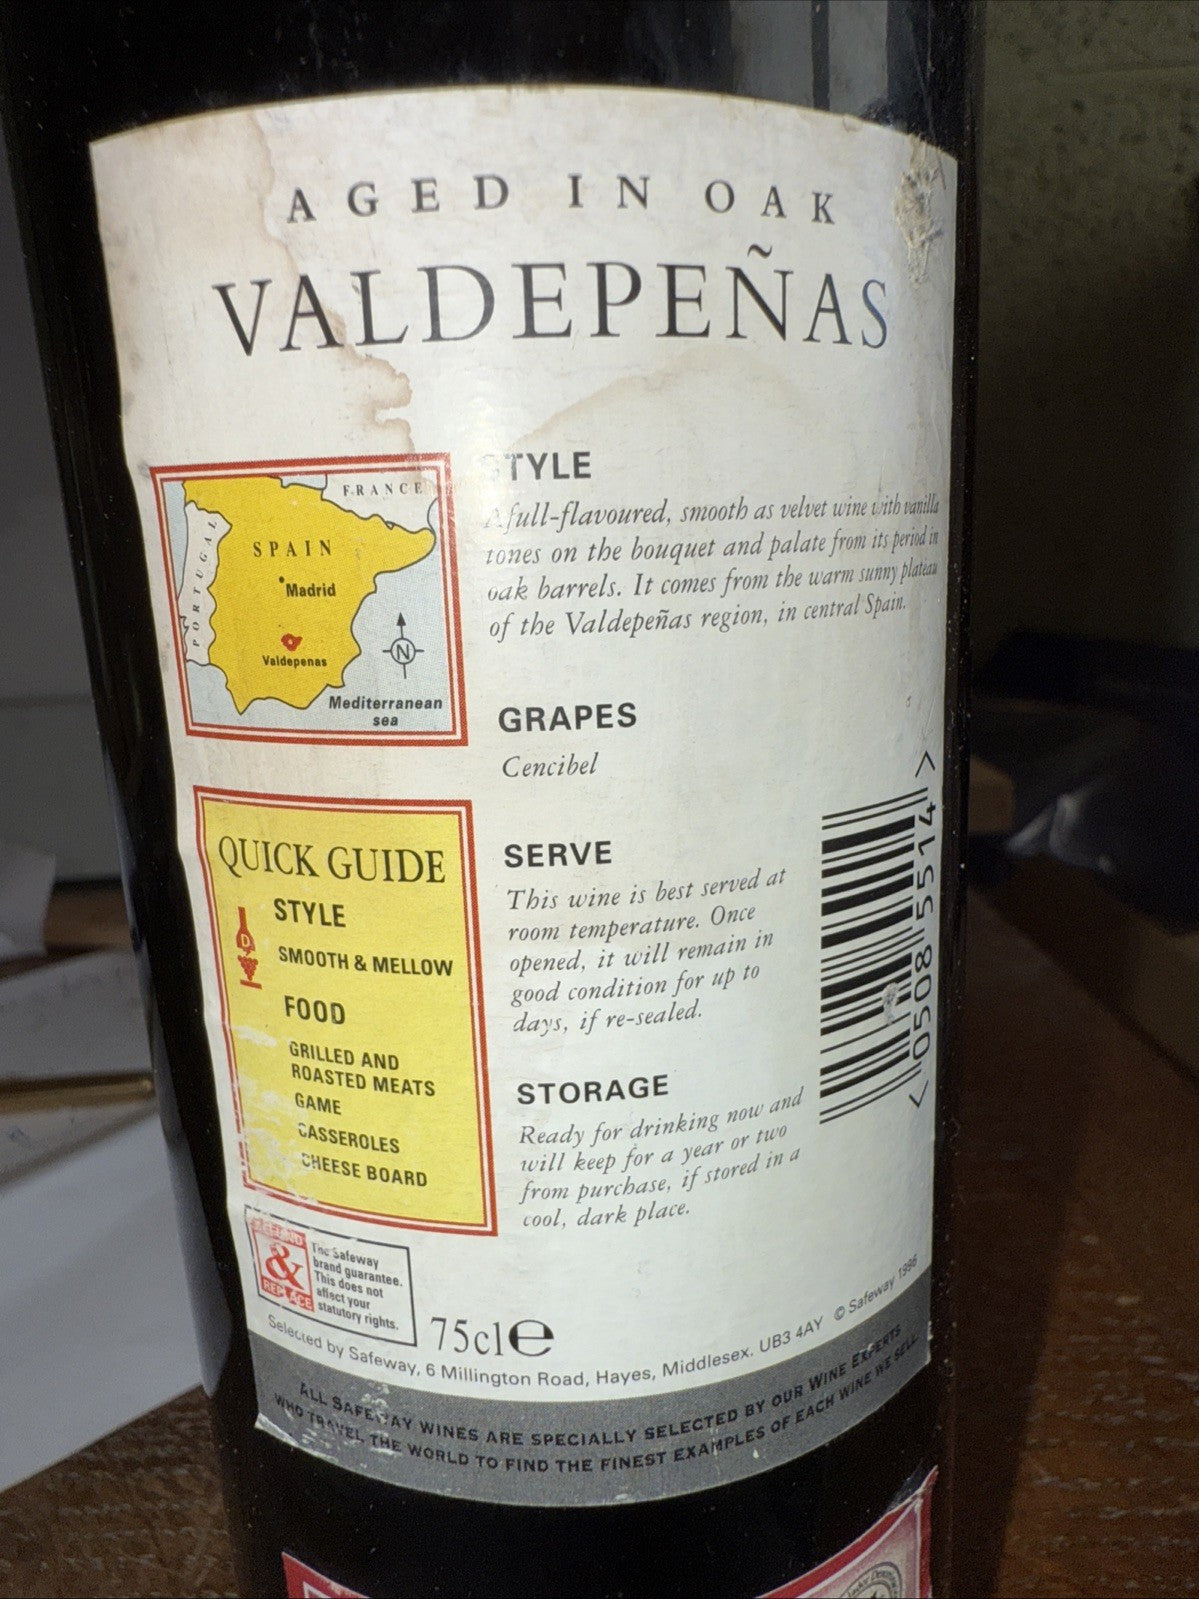 AGED IN OAK
VALDEPEÑAS
FRANCE
PORTUGAL
SPAIN
Madrid
Valdepenas
N
Mediterranean
sea
STYLE
A full-flavoured, smooth as velvet wine with vanilla
tones on the bouquet and palate from its period in
oak barrels. It comes from the warm sunny plateau
of the Valdepeñas region, in central Spain.
GRAPES
Cencibel
SERVE
This wine is best served at
room temperature. Once
opened, it will remain in
good condition for up to
days, if re-sealed.
STORAGE
Ready for drinking now and
will keep for a year or two
from purchase, if stored in a
cool, dark place.
QUICK GUIDE
STYLE
D
SMOOTH & MELLOW
FOOD
GRILLED AND
ROASTED MEATS
GAME
CASSEROLES
CHEESE BOARD
REFUND
&
REPLACE
The Safeway
brand guarantee.
This does not
affect your
statutory rights.
75cl e
< 0508 5514 >
Selected by Safeway, 6 Millington Road, Hayes, Middlesex. UB3 4AY © Safeway 1996
ALL SAFEWAY WINES ARE SPECIALLY SELECTED BY OUR WINE EXPERTS
WHO TRAVEL THE WORLD TO FIND THE FINEST EXAMPLES OF EACH WINE WE SELL